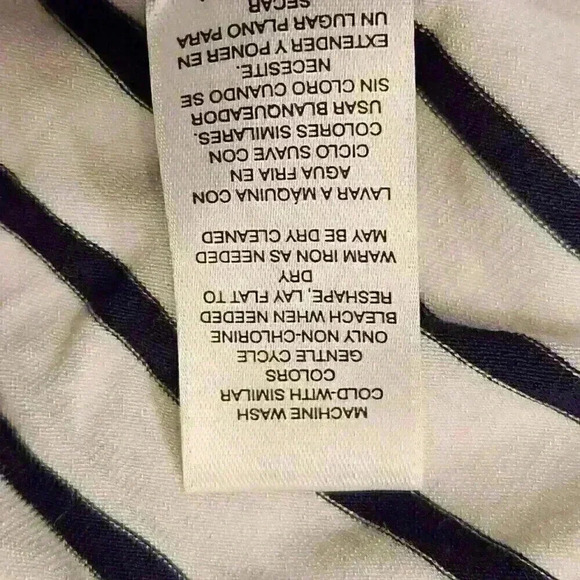 MACHINE WASH
COLD-WITH SIMILAR
COLORS
GENTLE CYCLE
ONLY NON-CHLORINE
BLEACH WHEN NEEDED
RESHAPE, LAY FLAT TO
DRY
WARM IRON AS NEEDED
MAY BE DRY CLEANED
LAVAR A MÁQUINA CON
AGUA FRIA EN
CICLO SUAVE CON
COLORES SIMILARES.
USAR BLANQUEADOR
SIN CLORO CUANDO SE
NECESITE.
EXTENDER Y PONER EN
UN LUGAR PLANO PARA
SECAR